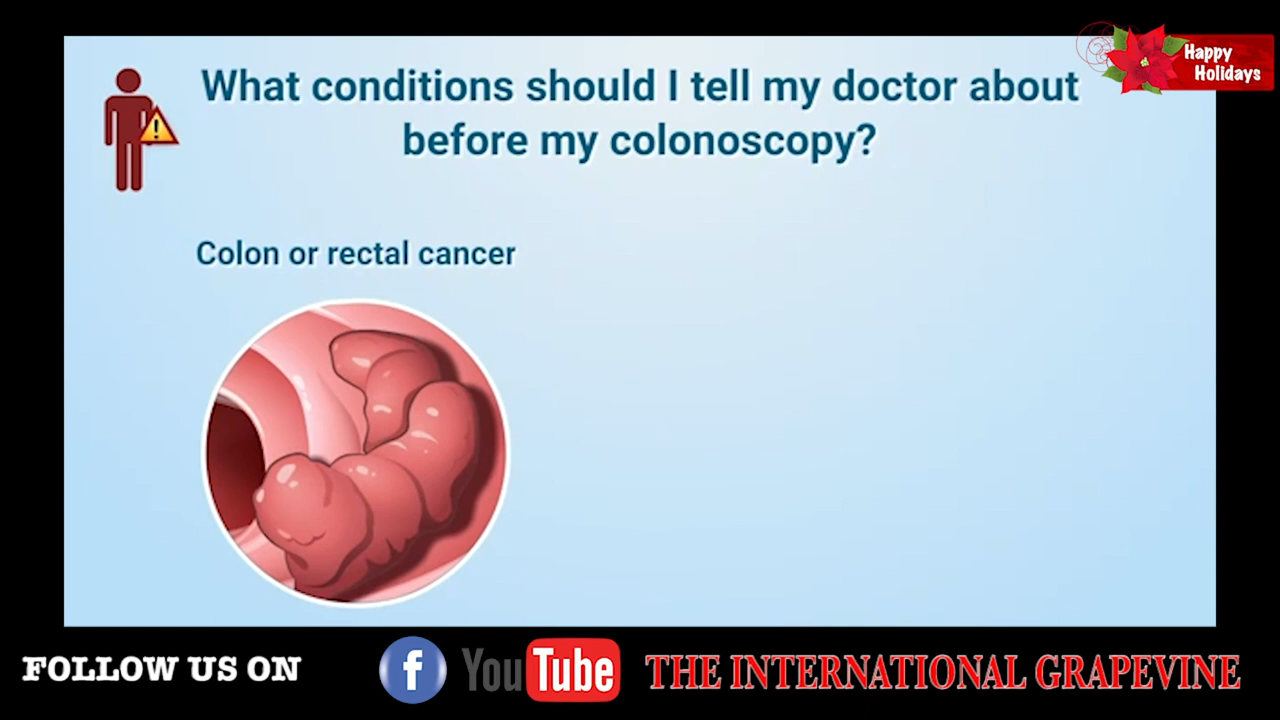 Happy
Holidays
What conditions should I tell my doctor about
before my colonoscopy?
!
Colon or rectal cancer
FOLLOW US ON
f
YouTube
THE INTERNATIONAL GRAPEVINE